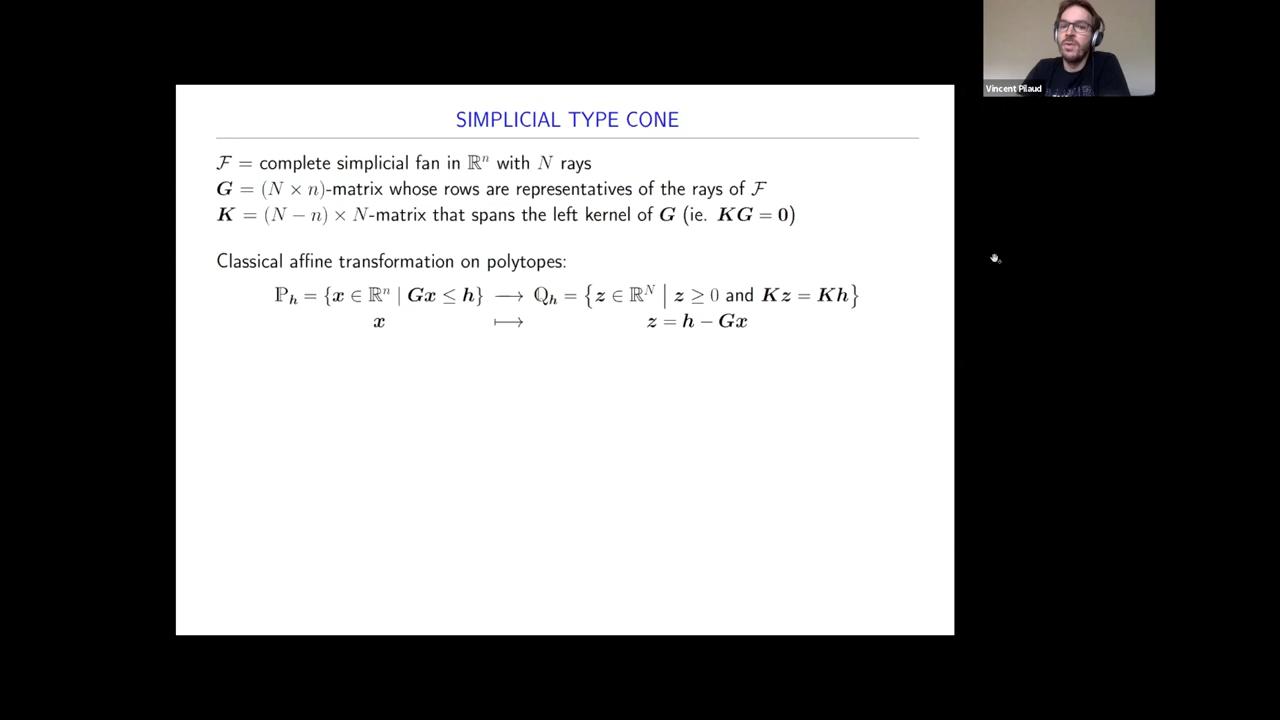 Vincent Pilaud
SIMPLICIAL TYPE CONE
ℱ = complete simplicial fan in ℝⁿ with N rays
G = (N × n)-matrix whose rows are representatives of the rays of ℱ
K = (N − n) × N-matrix that spans the left kernel of G (ie. KG = 0)
Classical affine transformation on polytopes:
ℙₕ = {x ∈ ℝⁿ | Gx ≤ h} ⟶ ℚₕ = {z ∈ ℝᴺ | z ≥ 0 and Kz = Kh}
x ⟼ z = h − Gx